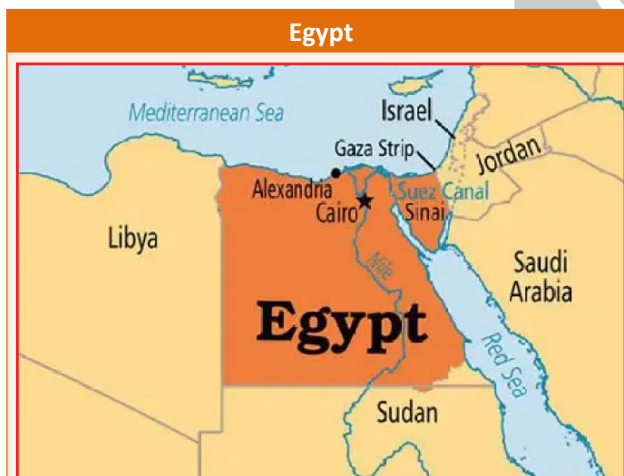 Egypt
Mediterranean Sea
Israel
Gaza Strip
Jordan
Alexandria
Suez Canal
Cairo
Sinai
Libya
Nile
Saudi
Arabia
Egypt
Red Sea
Sudan